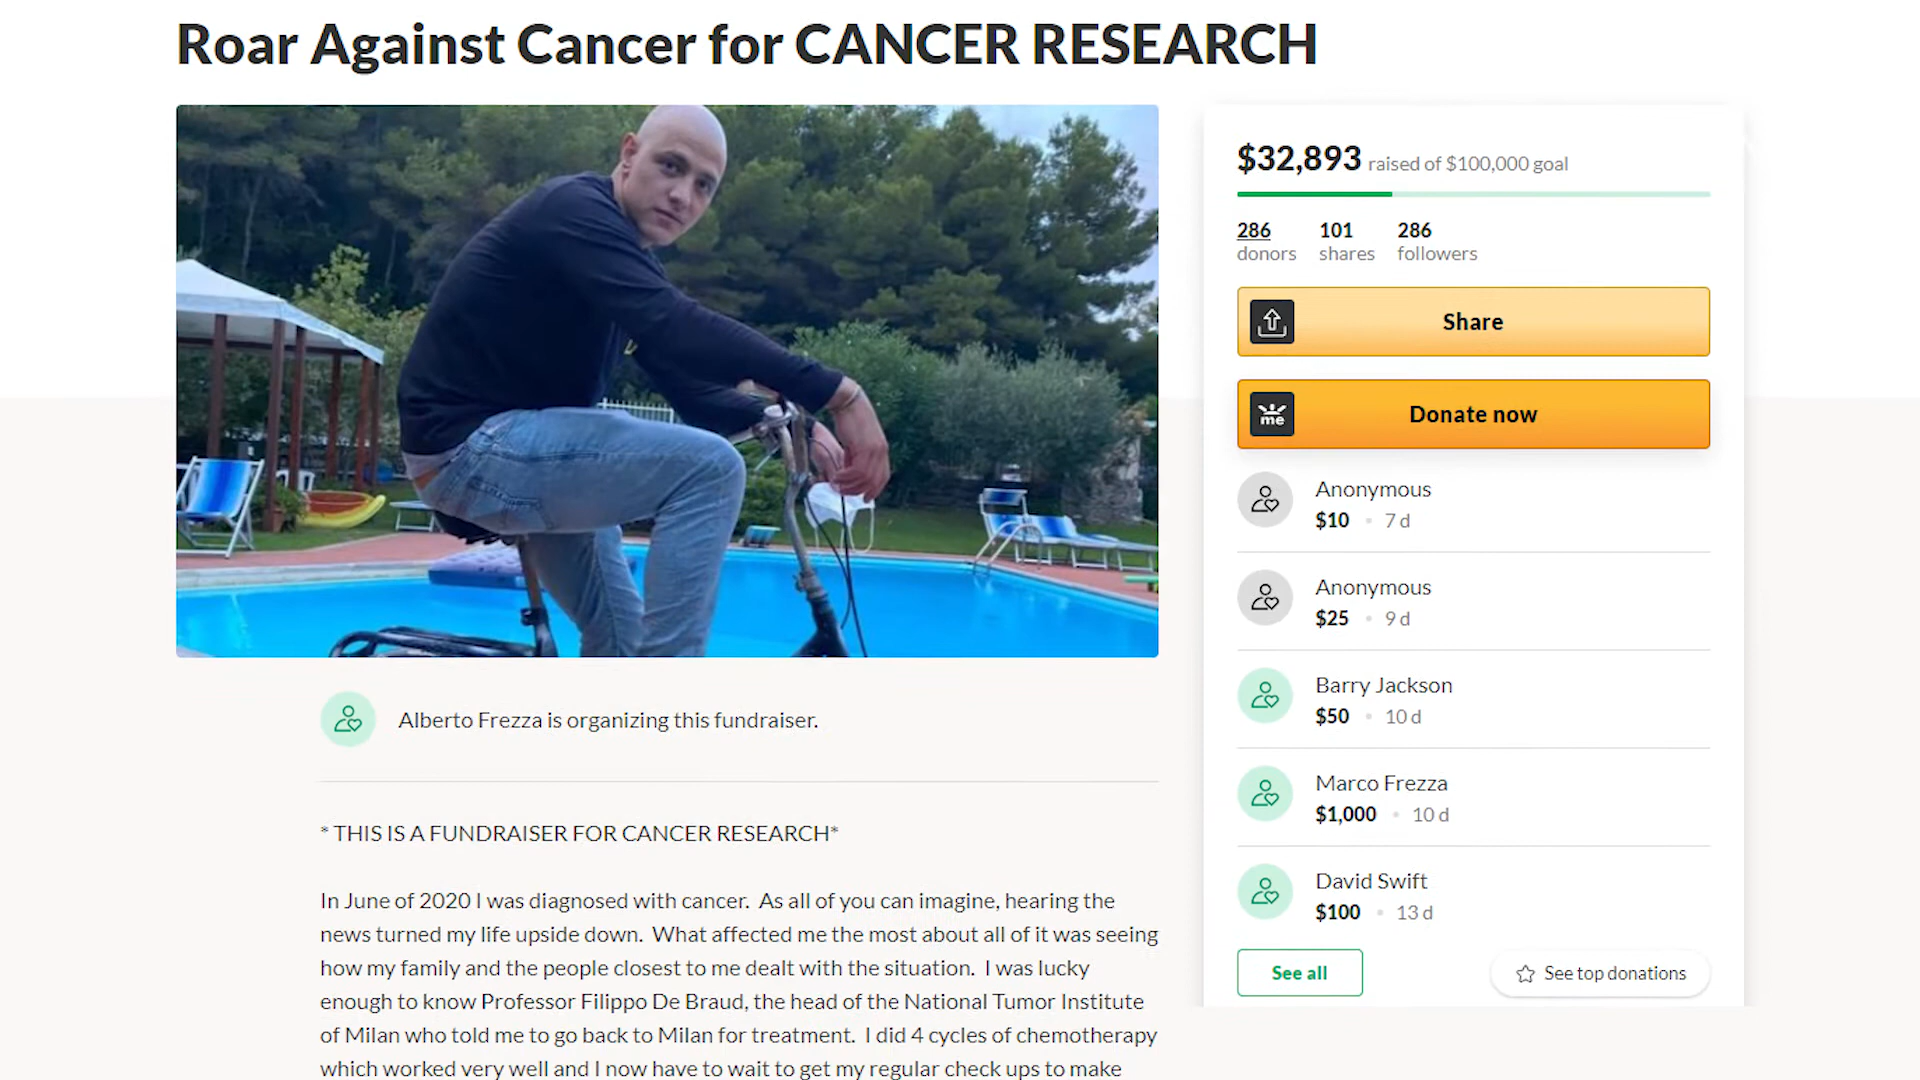 Roar Against Cancer for CANCER RESEARCH
$32,893 raised of $100,000 goal
286 101 286
donors shares followers
Share
me Donate now
Anonymous
$10 • 7 d
Anonymous
$25 • 9 d
Barry Jackson
$50 • 10 d
Marco Frezza
$1,000 • 10 d
David Swift
$100 • 13 d
See all See top donations
Alberto Frezza is organizing this fundraiser.
* THIS IS A FUNDRAISER FOR CANCER RESEARCH*
In June of 2020 I was diagnosed with cancer.  As all of you can imagine, hearing the
news turned my life upside down.  What affected me the most about all of it was seeing
how my family and the people closest to me dealt with the situation.  I was lucky
enough to know Professor Filippo De Braud, the head of the National Tumor Institute
of Milan who told me to go back to Milan for treatment.  I did 4 cycles of chemotherapy
which worked very well and I now have to wait to get my regular check ups to make